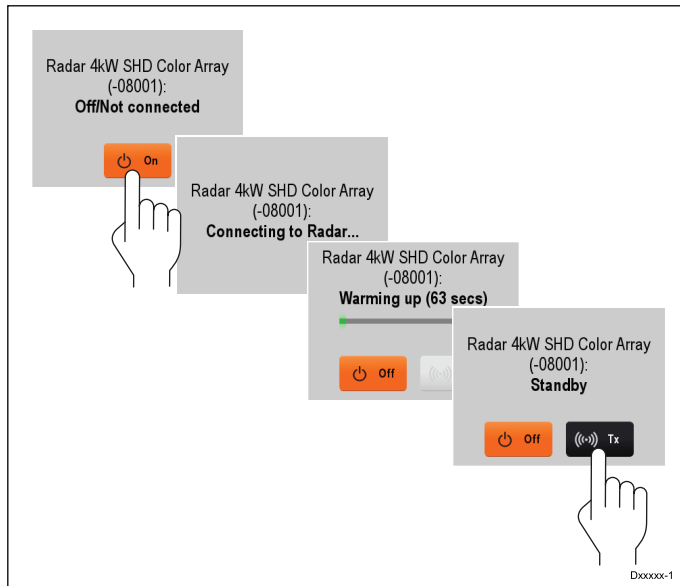 Radar 4kW SHD Color Array
(-08001):
Off/Not connected
On
Radar 4kW SHD Color Array
(-08001):
Connecting to Radar...
Radar 4kW SHD Color Array
(-08001):
Warming up (63 secs)
Off
Radar 4kW SHD Color Array
(-08001):
Standby
Off
Tx
Dxxxxx-1